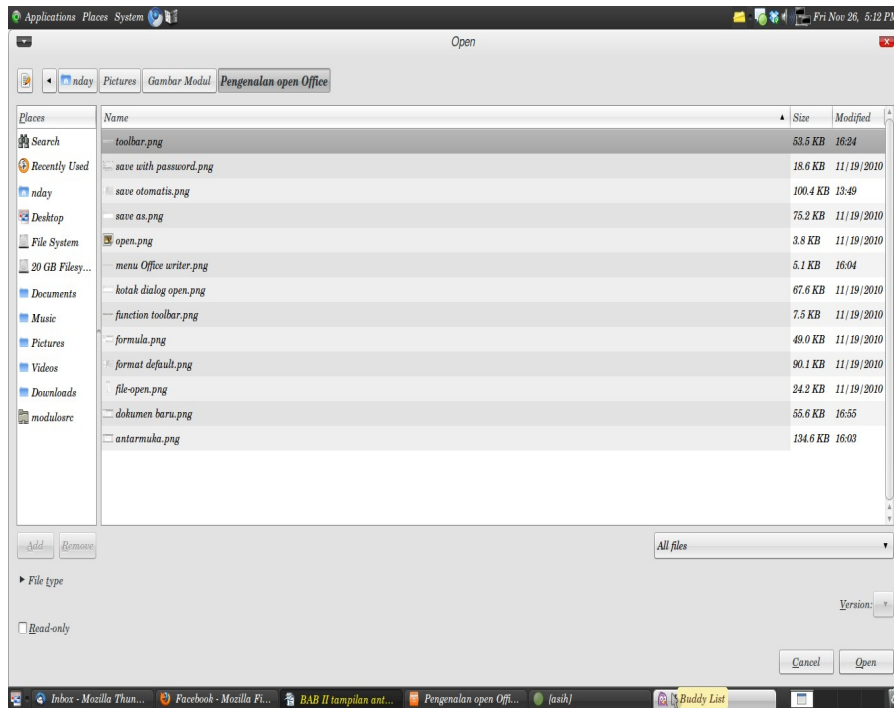 Applications Places System Fri Nov 26, 5:12 PM
Open
nday Pictures Gambar Modul Pengenalan open Office
Places Name Size Modified
Search toolbar.png 53.5 KB 16:24
Recently Used save with password.png 18.6 KB 11/19/2010
nday save otomatis.png 100.4 KB 13:49
Desktop save as.png 75.2 KB 11/19/2010
File System open.png 3.8 KB 11/19/2010
20 GB Filesy... menu Office writer.png 5.1 KB 16:04
Documents kotak dialog open.png 67.6 KB 11/19/2010
Music function toolbar.png 7.5 KB 11/19/2010
Pictures formula.png 49.0 KB 11/19/2010
Videos format default.png 90.1 KB 11/19/2010
Downloads file-open.png 24.2 KB 11/19/2010
modulosrc dokumen baru.png 55.6 KB 16:55
antarmuka.png 134.6 KB 16:03
Add Remove All files
File type
Version:
Read-only
Cancel Open
Inbox - Mozilla Thun... Facebook - Mozilla Fi... BAB II tampilan ant... Pengenalan open Offi... [asih] Buddy List